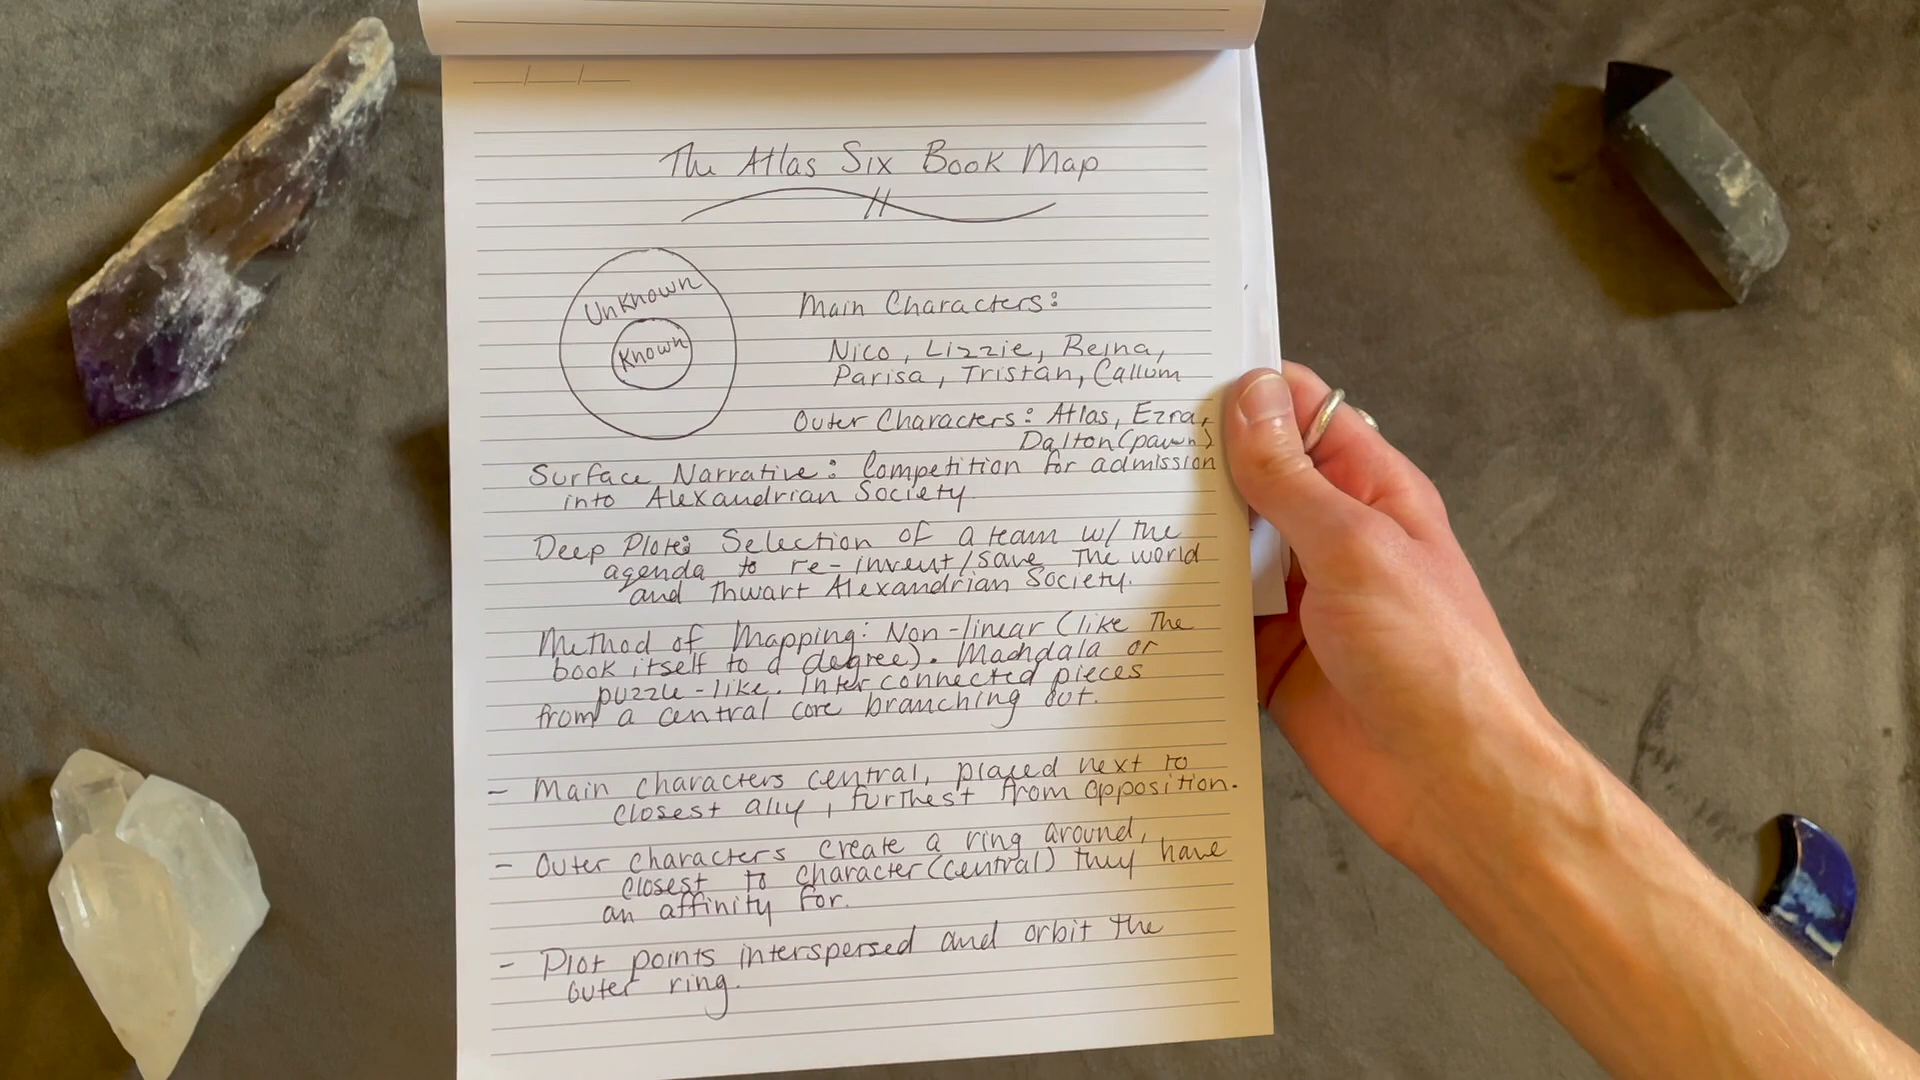 The Atlas Six Book Map
Unknown
Known
Main Characters:
Nico, Lizzie, Reina,
Parisa, Tristan, Callum
Outer Characters: Atlas, Ezra,
Dalton (pawn)
Surface Narrative: Competition for admission
into Alexandrian Society.
Deep Plot: Selection of a team w/ the
agenda to re-invent/save the world
and thwart Alexandrian Society.
Method of Mapping: Non-linear (like the
book itself to a degree). Mandala or
puzzle-like. Interconnected pieces
from a central core branching out.
- Main characters central, placed next to
closest ally, furthest from opposition.
- Outer characters create a ring around,
closest to character (central) they have
an affinity for.
- Plot points interspersed and orbit the
outer ring.